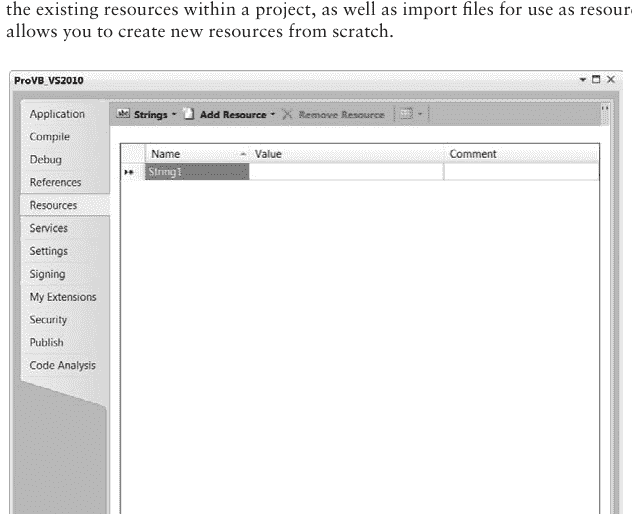 the existing resources within a project, as well as import files for use as resour
allows you to create new resources from scratch.
ProVB_VS2010
Application
Compile
Debug
References
Resources
Services
Settings
Signing
My Extensions
Security
Publish
Code Analysis
abc Strings Add Resource Remove Resource
Name Value Comment
String1